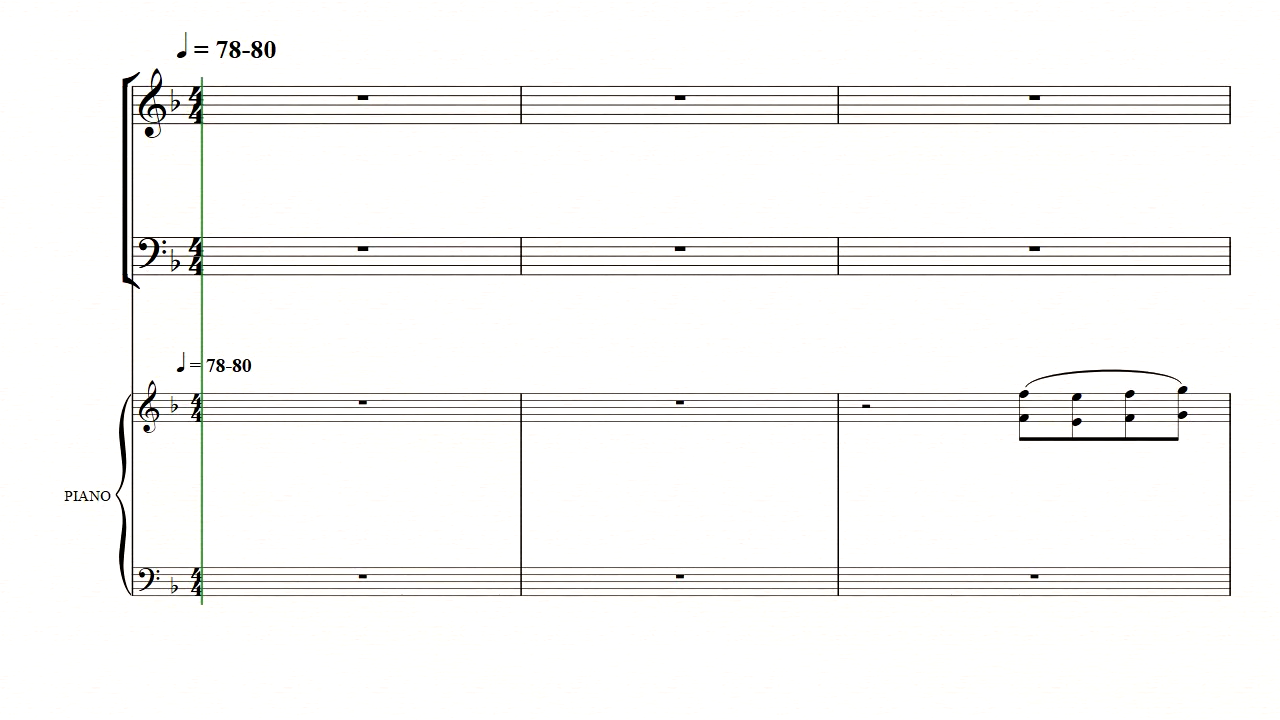 ♩ = 78-80
♩ = 78-80
PIANO